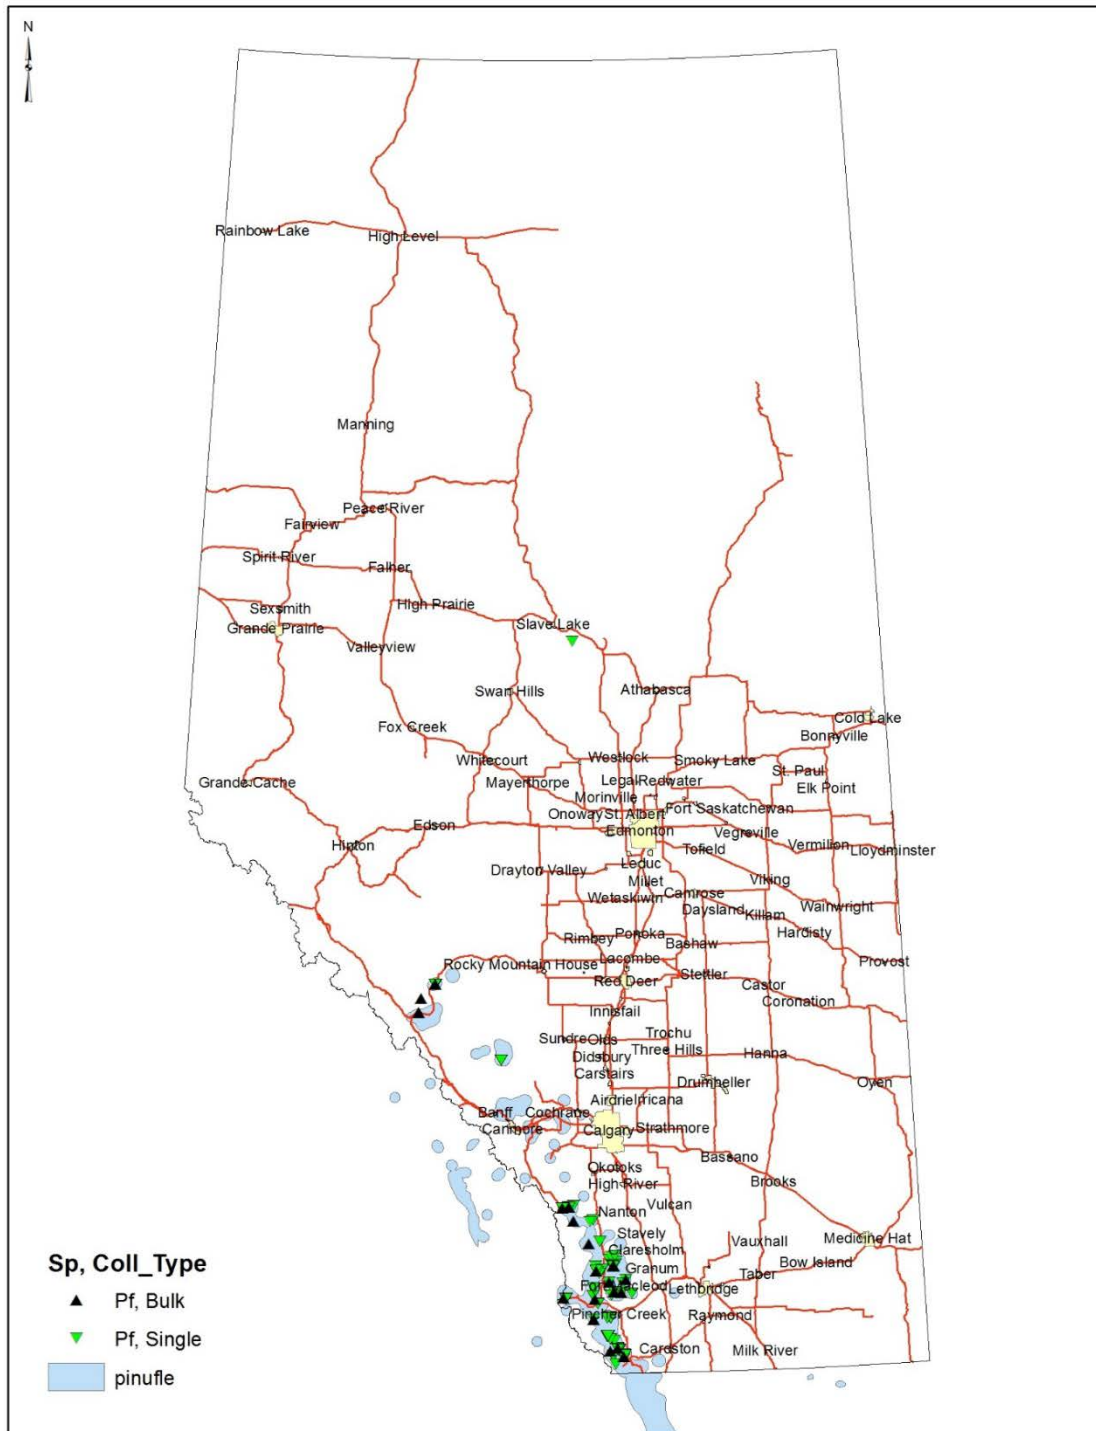 N
Rainbow Lake
High Level
Manning
Peace River
Fairview
Spirit River
Falher
High Prairie
Sexsmith
Slave Lake
Grande Prairie
Valleyview
Swan Hills
Athabasca
Cold Lake
Fox Creek
Bonnyville
Westlock
Smoky Lake
Whitecourt
St. Paul
Grande Cache
Mayerthorpe
Legal
Redwater
Elk Point
Morinville
Fort Saskatchewan
Onoway
St. Albert
Edson
Edmonton
Vegreville
Hinton
Tofield
Vermilion
Lloydminster
Leduc
Drayton Valley
Millet
Viking
Wetaskiwin
Camrose
Daysland
Killam
Wainwright
Rimbey
Ponoka
Bashaw
Hardisty
Rocky Mountain House
Lacombe
Provost
Red Deer
Stettler
Castor
Coronation
Innisfail
Sundre
Olds
Trochu
Didsbury
Three Hills
Hanna
Carstairs
Drumheller
Oyen
Airdrie
Irricana
Banff
Cochrane
Canmore
Calgary
Strathmore
Bassano
Okotoks
High River
Brooks
Nanton
Vulcan
Stavely
Vauxhall
Medicine Hat
Claresholm
Bow Island
Granum
Taber
Fort Macleod
Lethbridge
Pincher Creek
Raymond
Cardston
Milk River
Sp, Coll_Type
Pf, Bulk
Pf, Single
pinufle